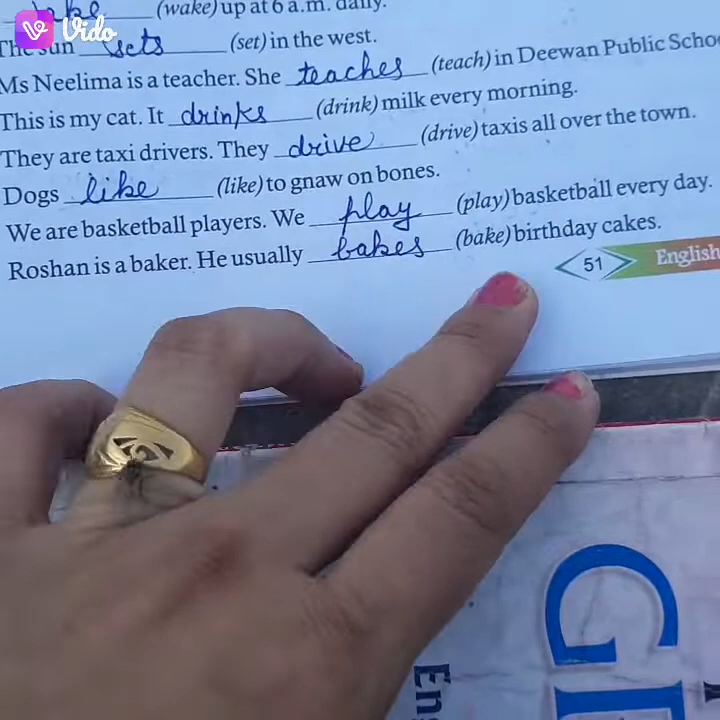 (wake) up at 6 a.m. daily.
Vido
The sun sets (set) in the west.
Ms Neelima is a teacher. She teaches (teach) in Deewan Public Schoo
This is my cat. It drinks (drink) milk every morning.
They are taxi drivers. They drive (drive) taxis all over the town.
Dogs like (like) to gnaw on bones.
We are basketball players. We play (play) basketball every day.
Roshan is a baker. He usually bakes (bake) birthday cakes.
51 English
G
En